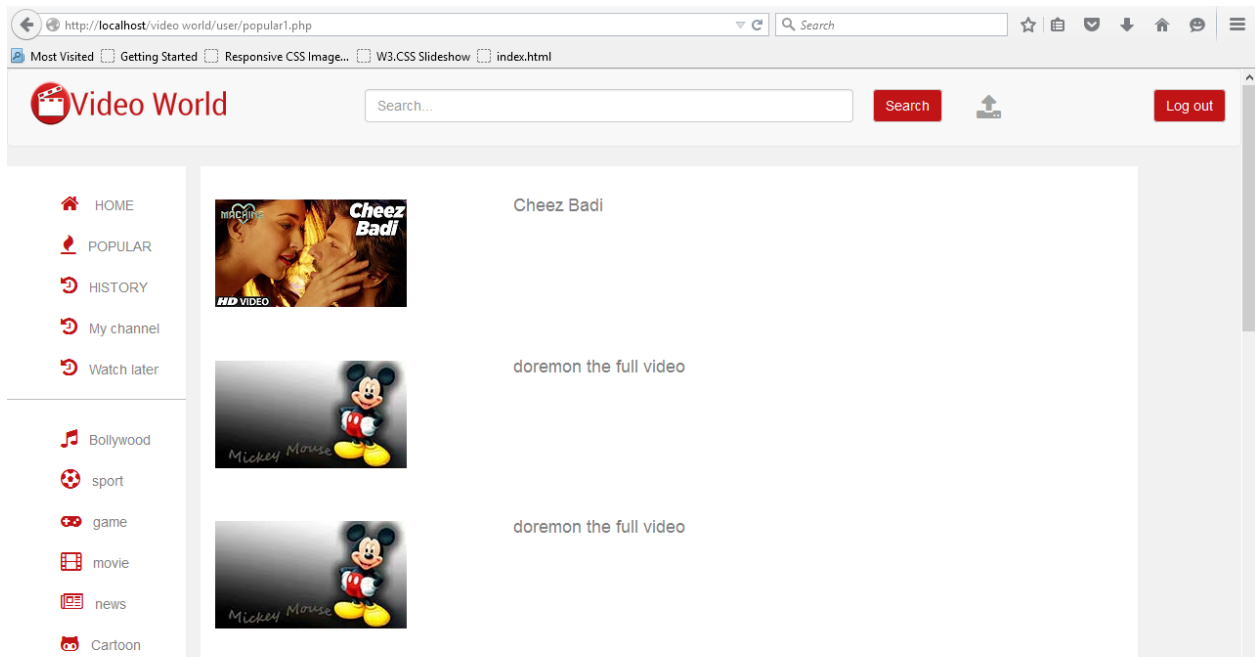 http://localhost/video world/user/popular1.php
Search
Most Visited Getting Started Responsive CSS Image... W3.CSS Slideshow index.html
Video World
Search...
Search
Log out
HOME
POPULAR
HISTORY
My channel
Watch later
Bollywood
sport
game
movie
news
Cartoon
MACHINE
Cheez
Badi
HD VIDEO
Cheez Badi
Mickey Mouse
doremon the full video
Mickey Mouse
doremon the full video